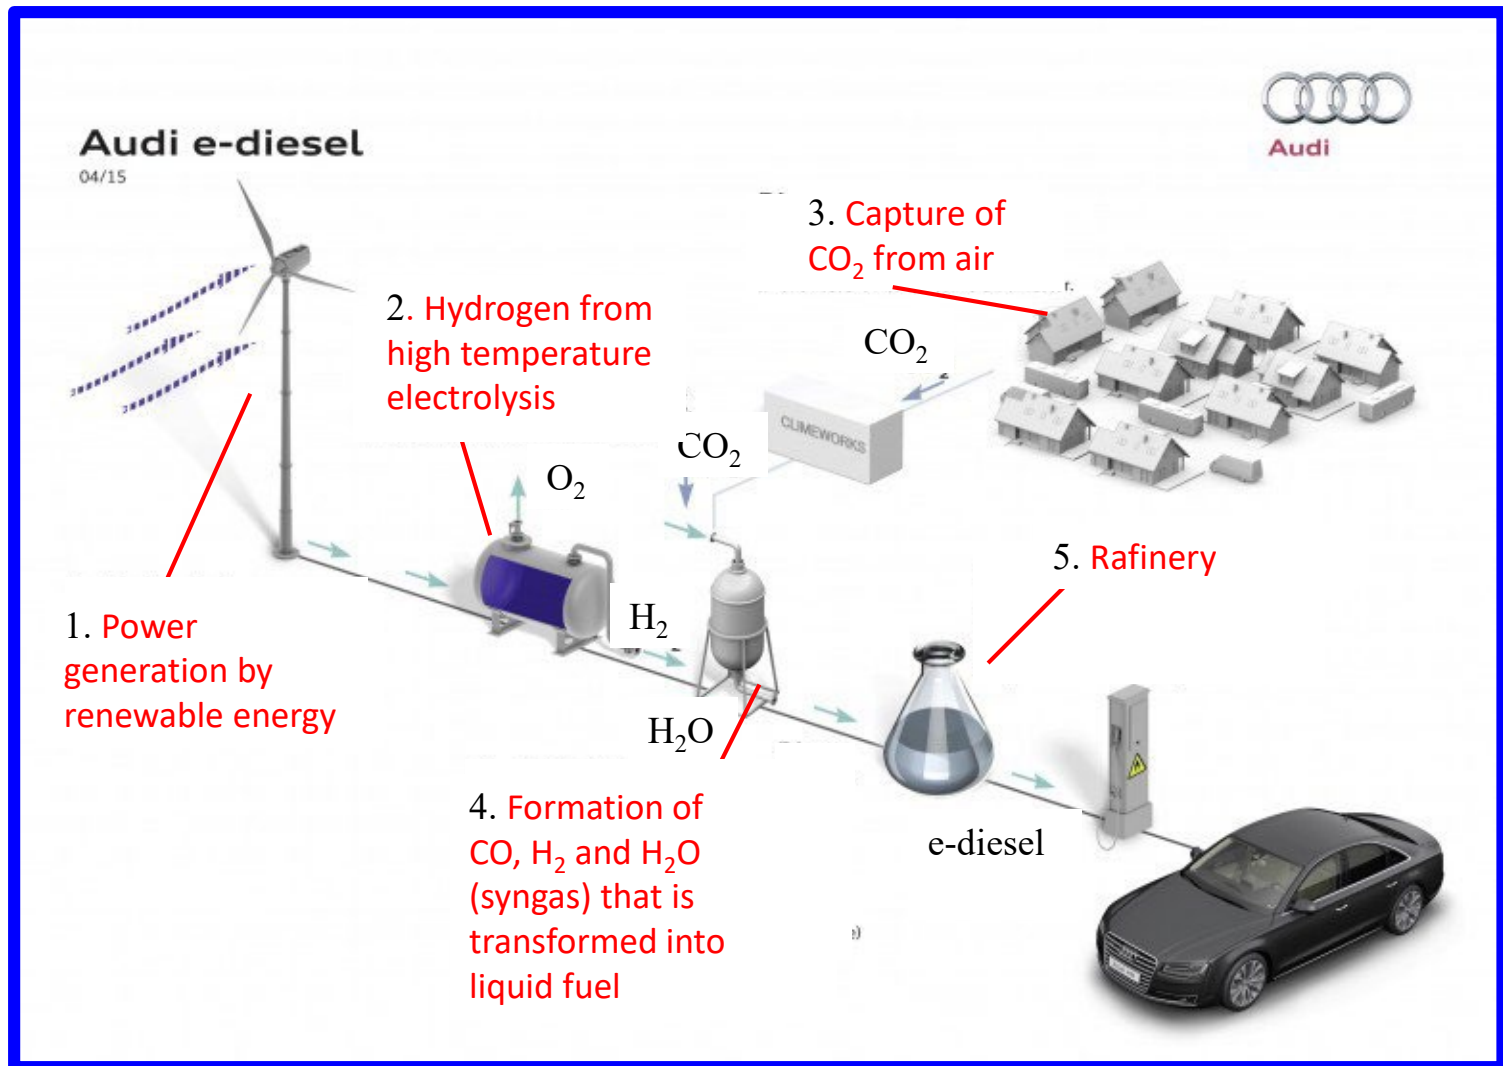 Audi e-diesel
04/15
Audi
3. Capture of
CO₂ from air
2. Hydrogen from
high temperature
electrolysis
CO₂
CLIMEWORKS
CO₂
O₂
5. Rafinery
H₂
1. Power
generation by
renewable energy
H₂O
4. Formation of
CO, H₂ and H₂O
(syngas) that is
transformed into
liquid fuel
e-diesel